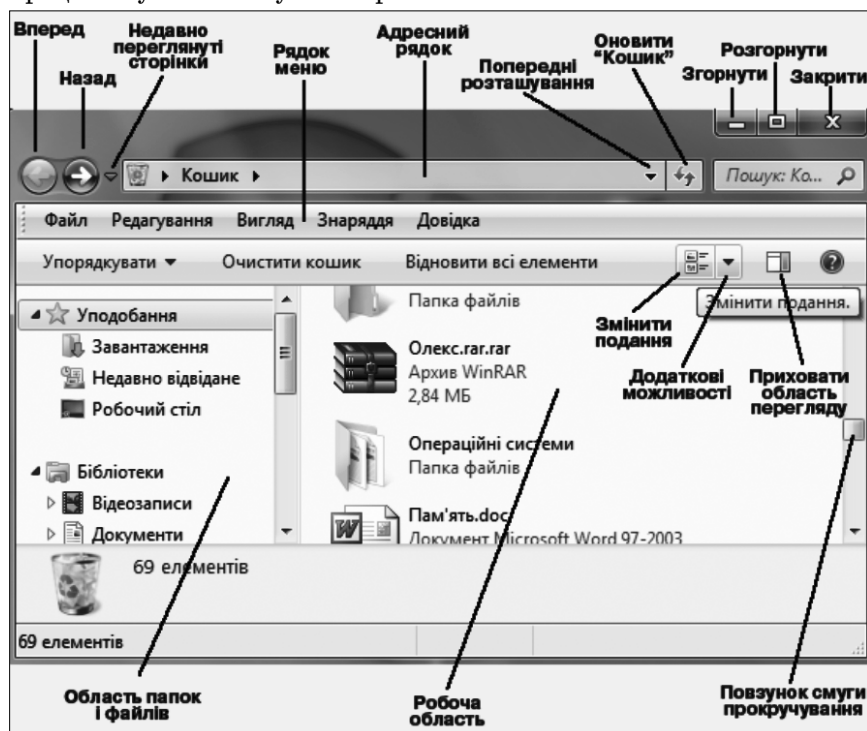 Вперед
Назад
Недавно
переглянуті
сторінки
Рядок
меню
Адресний
рядок
Попередні
розташування
Оновити
“Кошик”
Згорнути
Розгорнути
Закрити
Кошик
Пошук: Ко...
Файл Редагування Вигляд Знаряддя Довідка
Упорядкувати Очистити кошик Відновити всі елементи
Змінити подання.
Уподобання
Завантаження
Недавно відвідане
Робочий стіл
Бібліотеки
Відеозаписи
Документи
Папка файлів
Олекс.rar.rar
Архив WinRAR
2,84 МБ
Операційні системи
Папка файлів
Пам'ять.doc
Документ Microsoft Word 97-2003
Змінити
подання
Додаткові
можливості
Приховати
область
перегляду
69 елементів
69 елементів
Область папок
і файлів
Робоча
область
Повзунок смуги
прокручування